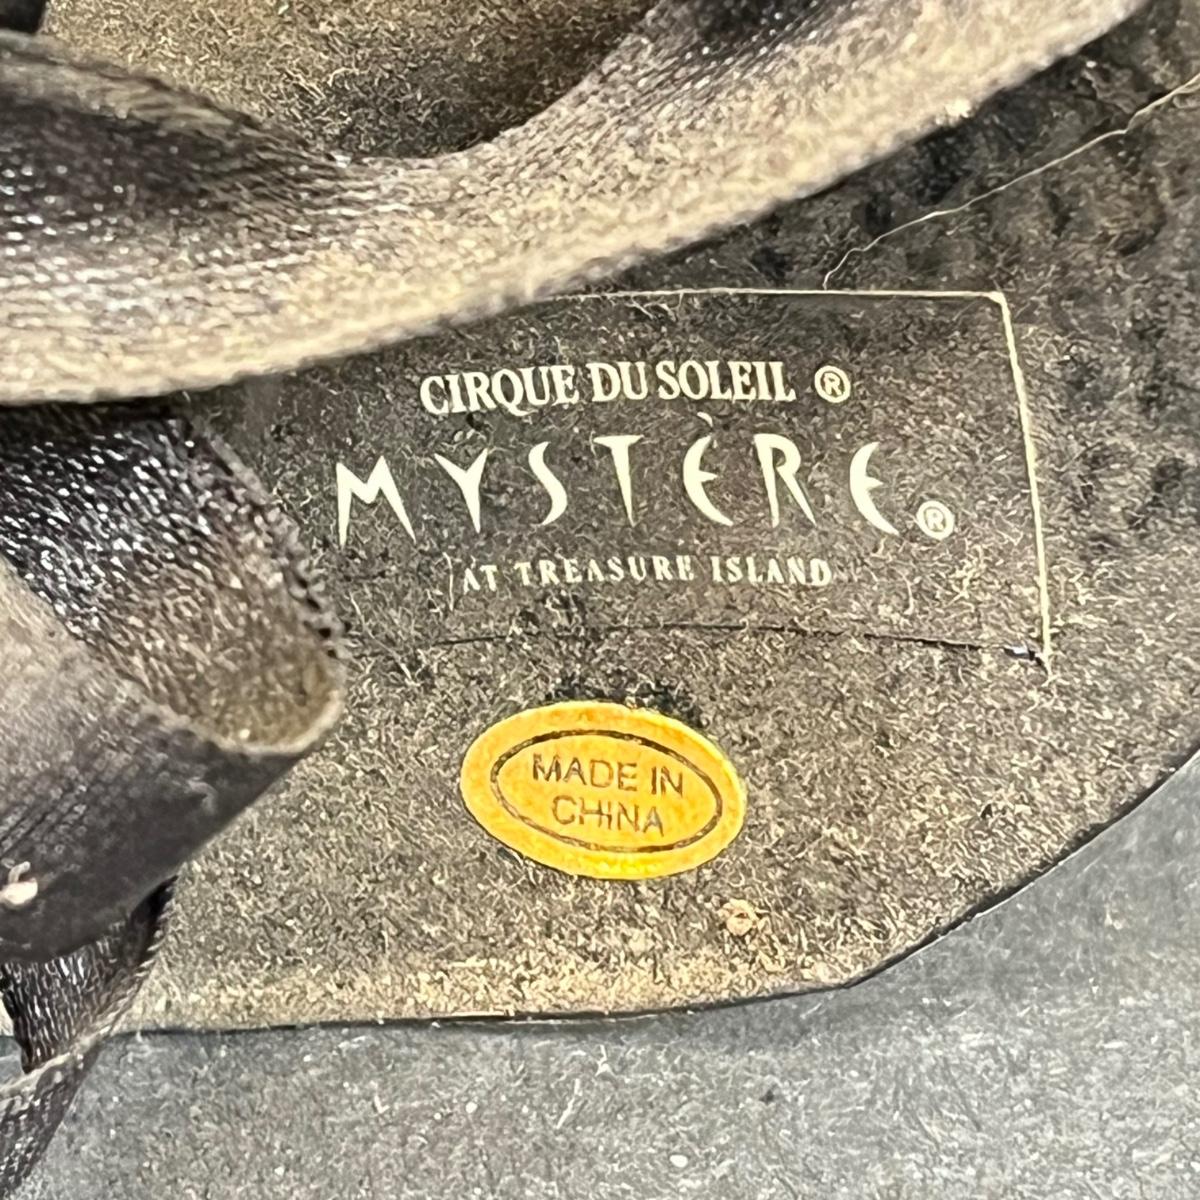 CIRQUE DU SOLEIL ®
MYSTÈRE ®
AT TREASURE ISLAND
MADE IN
CHINA